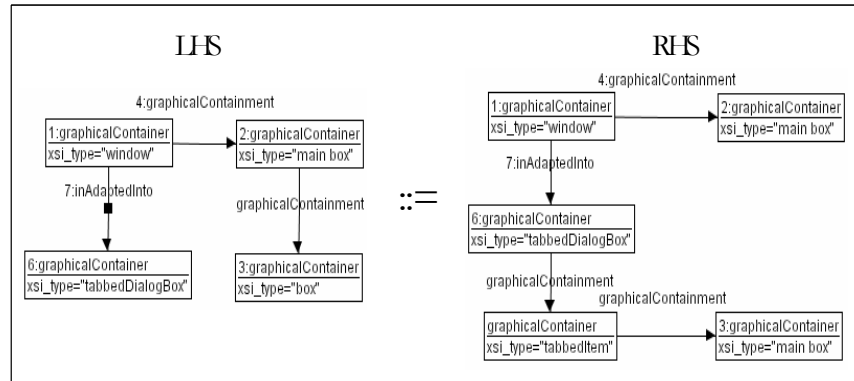 LHS
4:graphicalContainment
1:graphicalContainer
xsi_type="window"
2:graphicalContainer
xsi_type="main box"
7:inAdaptedInto
graphicalContainment
6:graphicalContainer
xsi_type="tabbedDialogBox"
3:graphicalContainer
xsi_type="box"
::=
RHS
4:graphicalContainment
1:graphicalContainer
xsi_type="window"
2:graphicalContainer
xsi_type="main box"
7:inAdaptedInto
6:graphicalContainer
xsi_type="tabbedDialogBox"
graphicalContainment
graphicalContainment
graphicalContainer
xsi_type="tabbedItem"
3:graphicalContainer
xsi_type="main box"